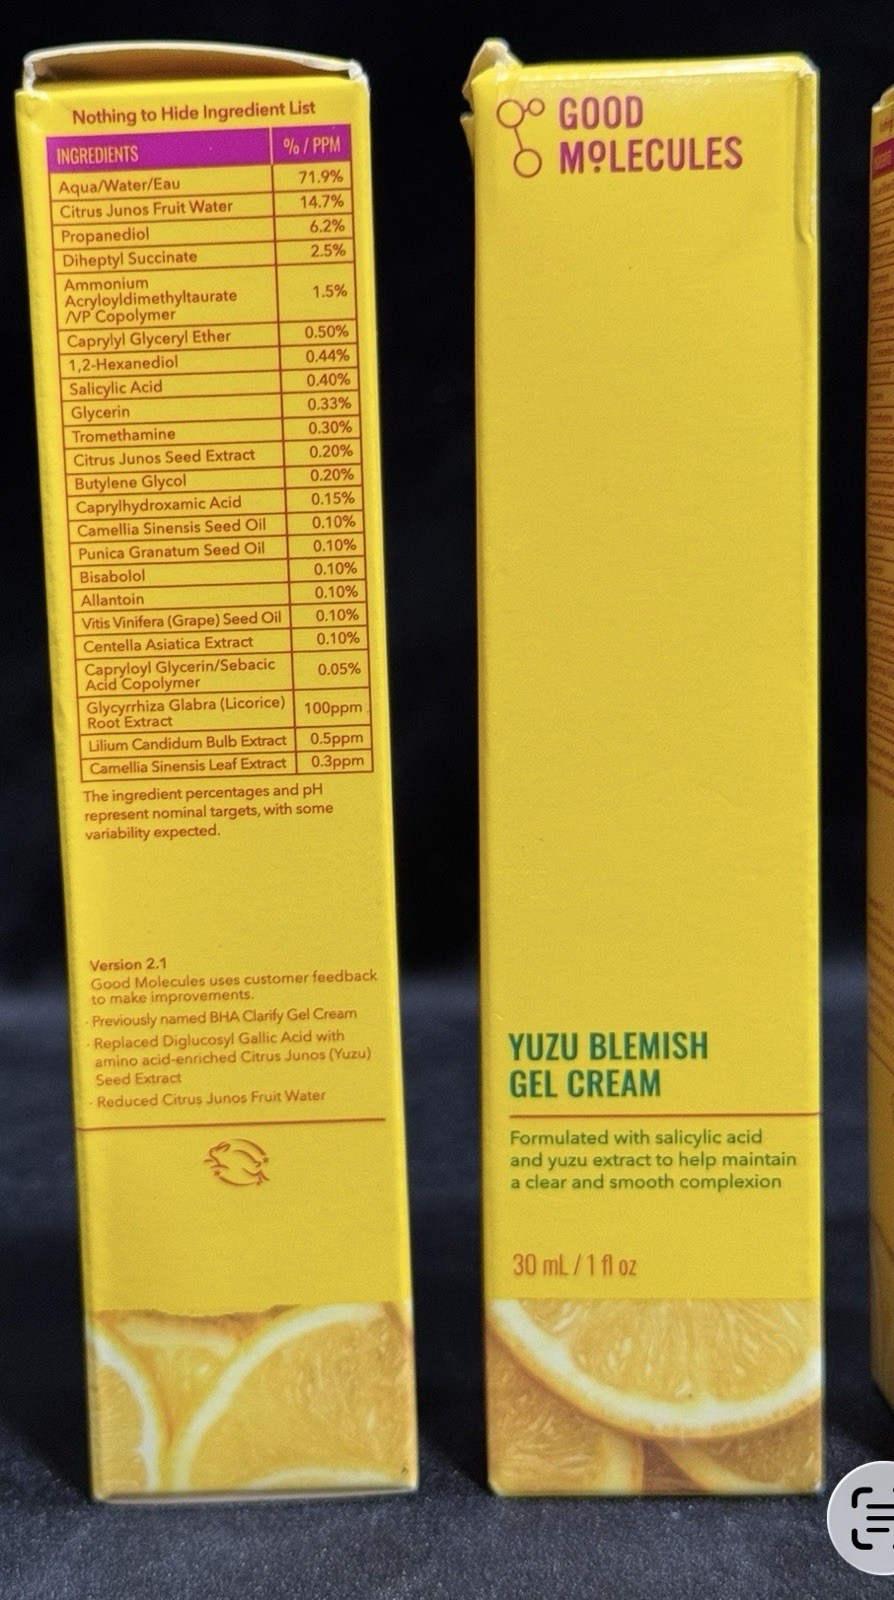 Nothing to Hide Ingredient List
INGREDIENTS % / PPM
Aqua/Water/Eau 71.9%
Citrus Junos Fruit Water 14.7%
Propanediol 6.2%
Diheptyl Succinate 2.5%
Ammonium
Acryloyldimethyltaurate
/VP Copolymer 1.5%
Caprylyl Glyceryl Ether 0.50%
1,2-Hexanediol 0.44%
Salicylic Acid 0.40%
Glycerin 0.33%
Tromethamine 0.30%
Citrus Junos Seed Extract 0.20%
Butylene Glycol 0.20%
Caprylhydroxamic Acid 0.15%
Camellia Sinensis Seed Oil 0.10%
Punica Granatum Seed Oil 0.10%
Bisabolol 0.10%
Allantoin 0.10%
Vitis Vinifera (Grape) Seed Oil 0.10%
Centella Asiatica Extract 0.10%
Capryloyl Glycerin/Sebacic
Acid Copolymer 0.05%
Glycyrrhiza Glabra (Licorice)
Root Extract 100ppm
Lilium Candidum Bulb Extract 0.5ppm
Camellia Sinensis Leaf Extract 0.3ppm
The ingredient percentages and pH
represent nominal targets, with some
variability expected.
Version 2.1
Good Molecules uses customer feedback
to make improvements.
· Previously named BHA Clarify Gel Cream
· Replaced Diglucosyl Gallic Acid with
amino acid-enriched Citrus Junos (Yuzu)
Seed Extract
· Reduced Citrus Junos Fruit Water
GOOD
MOLECULES
YUZU BLEMISH
GEL CREAM
Formulated with salicylic acid
and yuzu extract to help maintain
a clear and smooth complexion
30 mL / 1 fl oz